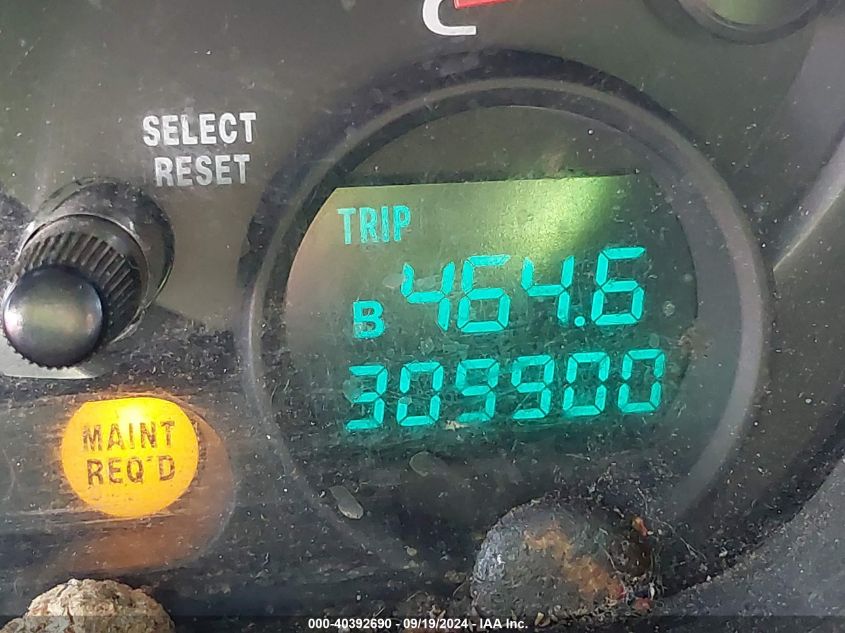 C
SELECT
RESET
TRIP
B 464.6
309900
MAINT
REQ'D
000-40392690 - 09/19/2024 - IAA Inc.